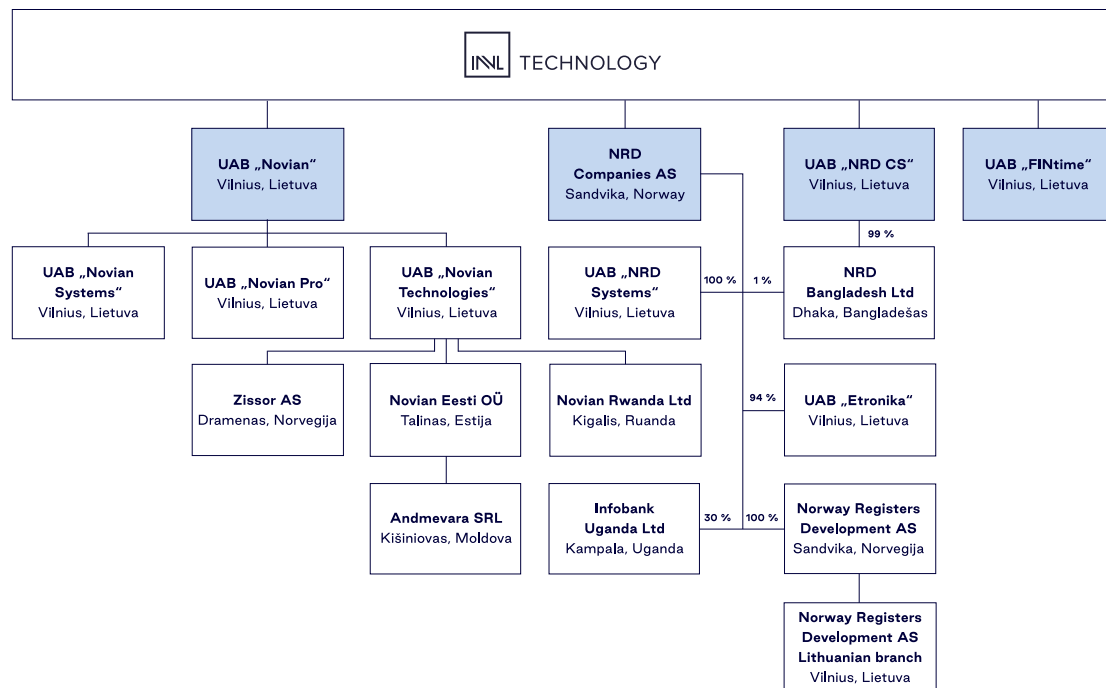 INVL TECHNOLOGY
UAB „Novian“
Vilnius, Lietuva
NRD
Companies AS
Sandvika, Norway
UAB „NRD CS“
Vilnius, Lietuva
UAB „FINtime“
Vilnius, Lietuva
99 %
UAB „Novian
Systems“
Vilnius, Lietuva
UAB „Novian Pro“
Vilnius, Lietuva
UAB „Novian
Technologies“
Vilnius, Lietuva
UAB „NRD
Systems“
Vilnius, Lietuva
100 %
1 %
NRD
Bangladesh Ltd
Dhaka, Bangladešas
Zissor AS
Dramenas, Norvegija
Novian Eesti OÜ
Talinas, Estija
Novian Rwanda Ltd
Kigalis, Ruanda
94 %
UAB „Etronika“
Vilnius, Lietuva
Andmevara SRL
Kišiniovas, Moldova
Infobank
Uganda Ltd
Kampala, Uganda
30 %
100 %
Norway Registers
Development AS
Sandvika, Norvegija
Norway Registers
Development AS
Lithuanian branch
Vilnius, Lietuva